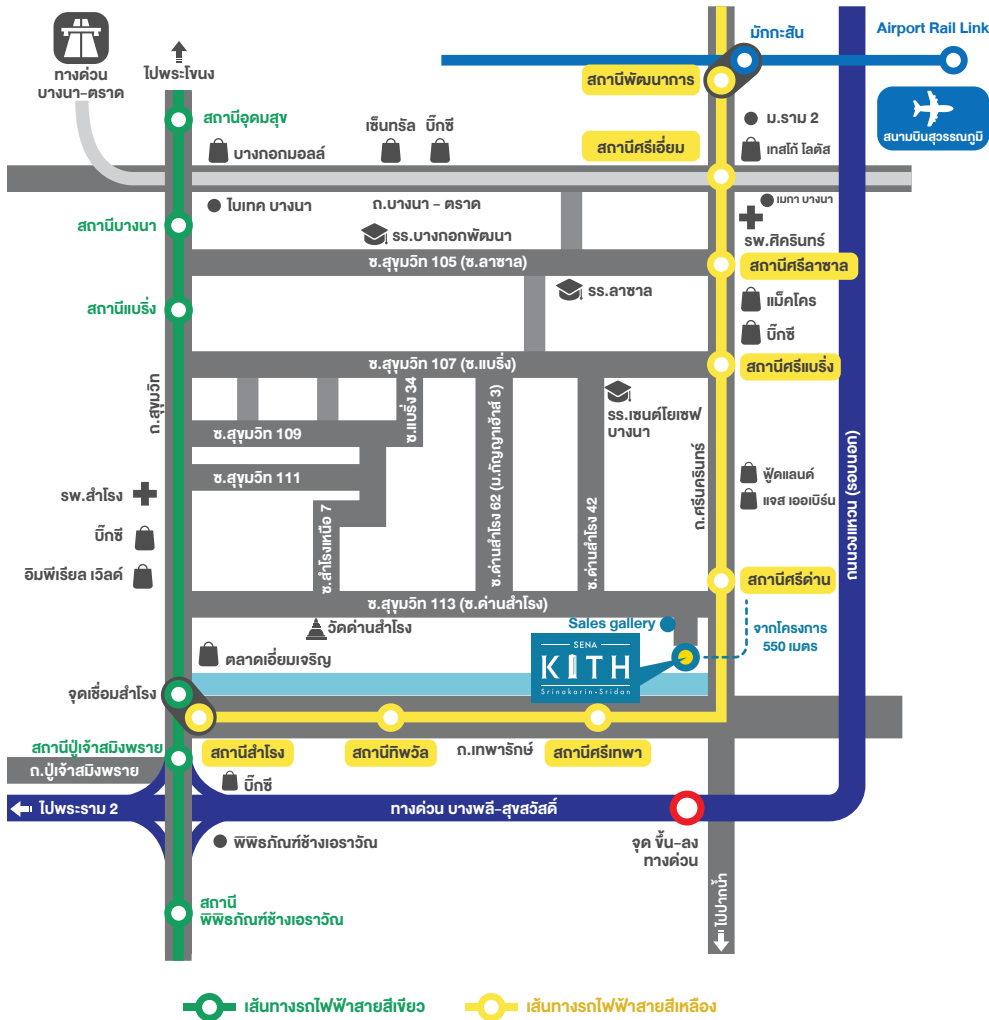 มักกะสัน
Airport Rail Link
ทางด่วน
บางนา-ตราด
ไปพระโขนง
สถานีพัฒนาการ
สถานีอุดมสุข
เซ็นทรัล
บิ๊กซี
ม.ราม 2
สนามบินสุวรรณภูมิ
บางกอกมอลล์
สถานีศรีเอี่ยม
เทสโก้ โลตัส
ไบเทค บางนา
ถ.บางนา - ตราด
เมกา บางนา
สถานีบางนา
รร.บางกอกพัฒนา
รพ.ศิครินทร์
ซ.สุขุมวิท 105 (ซ.ลาซาล)
สถานีศรีลาซาล
รร.ลาซาล
แม็คโคร
สถานีแบริ่ง
บิ๊กซี
ซ.สุขุมวิท 107 (ซ.แบริ่ง)
สถานีศรีแบริ่ง
ถ.สุขุมวิท
ซ.แบริ่ง 34
รร.เซนต์โยเซฟ
บางนา
ซ.สุขุมวิท 109
ซ.สุขุมวิท 111
ซ.ด่านสำโรง 62 (ม.กัญญาเฮ้าส์ 3)
ซ.ด่านสำโรง 42
ถ.ศรีนครินทร์
ฟู้ดแลนด์
แจส เออเบิร์น
ถนนวงแหวน (รอบนอก)
รพ.สำโรง
บิ๊กซี
อิมพีเรียล เวิลด์
ซ.สำโรงเหนือ 7
สถานีศรีด่าน
ซ.สุขุมวิท 113 (ซ.ด่านสำโรง)
วัดด่านสำโรง
Sales gallery
จากโครงการ
550 เมตร
SENA
KITH
Srinakarin-Sridan
ตลาดเอี่ยมเจริญ
จุดเชื่อมสำโรง
สถานีปู่เจ้าสมิงพราย
สถานีสำโรง
สถานีทิพวัล
ถ.เทพารักษ์
สถานีศรีเทพา
ถ.ปู่เจ้าสมิงพราย
บิ๊กซี
ไปพระราม 2
ทางด่วน บางพลี-สุขสวัสดิ์
พิพิธภัณฑ์ช้างเอราวัณ
จุด ขึ้น-ลง
ทางด่วน
ไปปากน้ำ
สถานี
พิพิธภัณฑ์ช้างเอราวัณ
เส้นทางรถไฟฟ้าสายสีเขียว
เส้นทางรถไฟฟ้าสายสีเหลือง